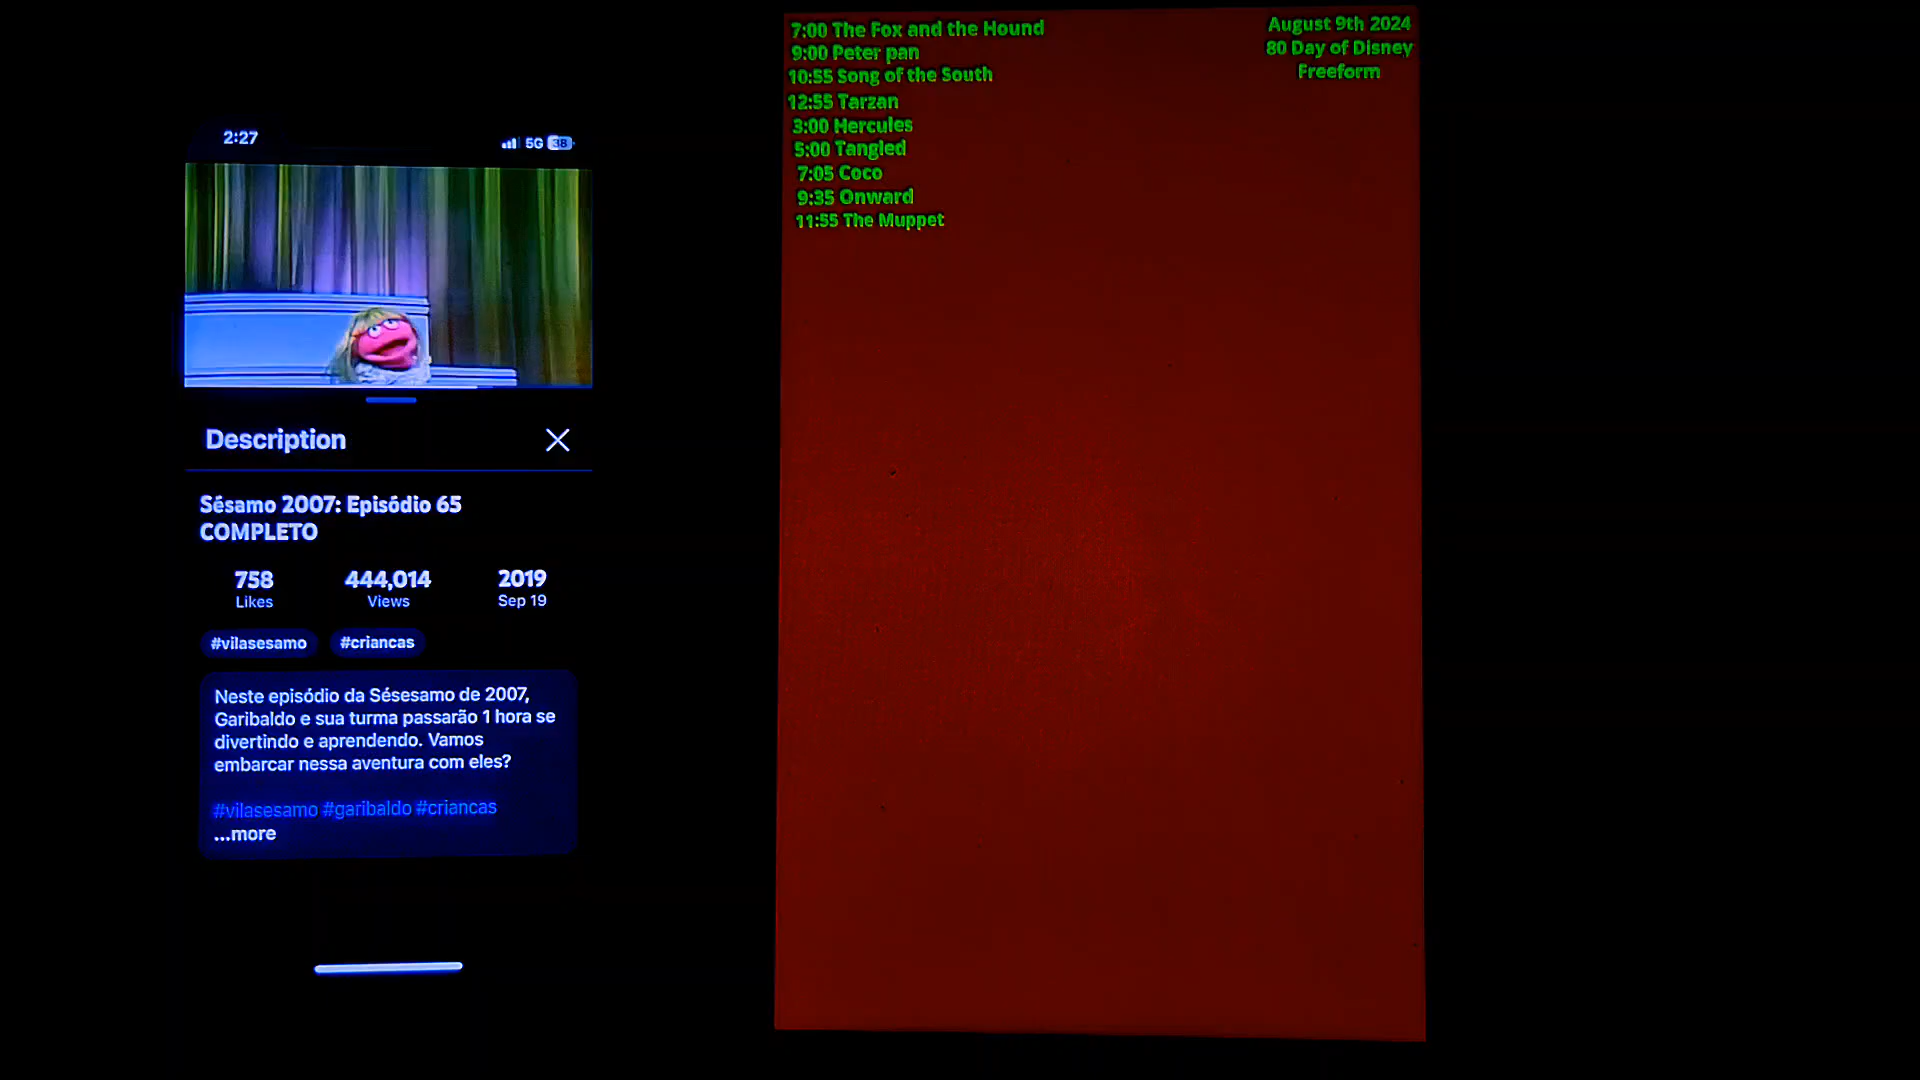 2:27
5G 38
Description
Sésamo 2007: Episódio 65
COMPLETO
758
Likes
444,014
Views
2019
Sep 19
#vilasesamo
#criancas
Neste episódio da Sésesamo de 2007,
Garibaldo e sua turma passarão 1 hora se
divertindo e aprendendo. Vamos
embarcar nessa aventura com eles?
#vilasesamo #garibaldo #criancas
...more
7:00 The Fox and the Hound
9:00 Peter pan
10:55 Song of the South
12:55 Tarzan
3:00 Hercules
5:00 Tangled
7:05 Coco
9:35 Onward
11:55 The Muppet
August 9th 2024
80 Day of Disney
Freeform